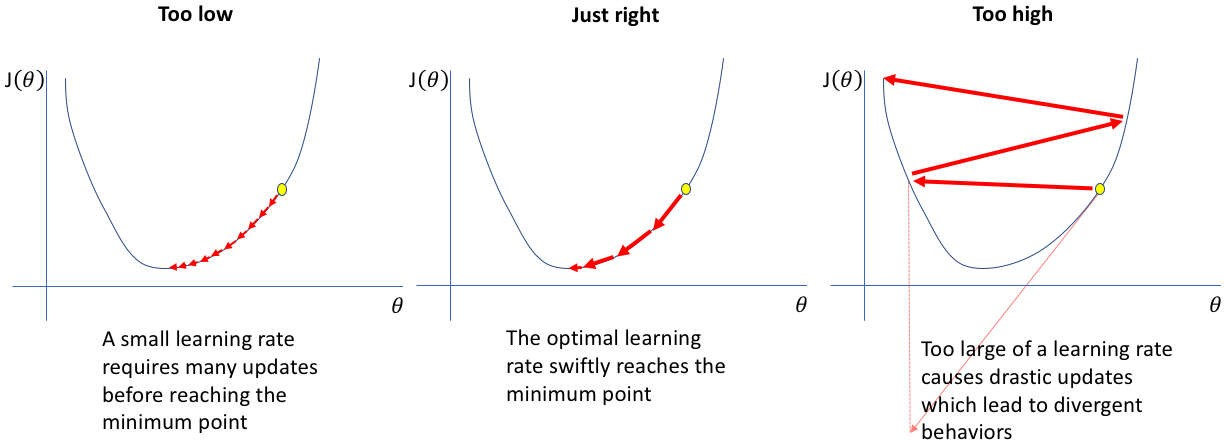 Too low
J(θ)
θ
A small learning rate
requires many updates
before reaching the
minimum point
Just right
J(θ)
θ
The optimal learning
rate swiftly reaches the
minimum point
Too high
J(θ)
θ
Too large of a learning rate
causes drastic updates
which lead to divergent
behaviors